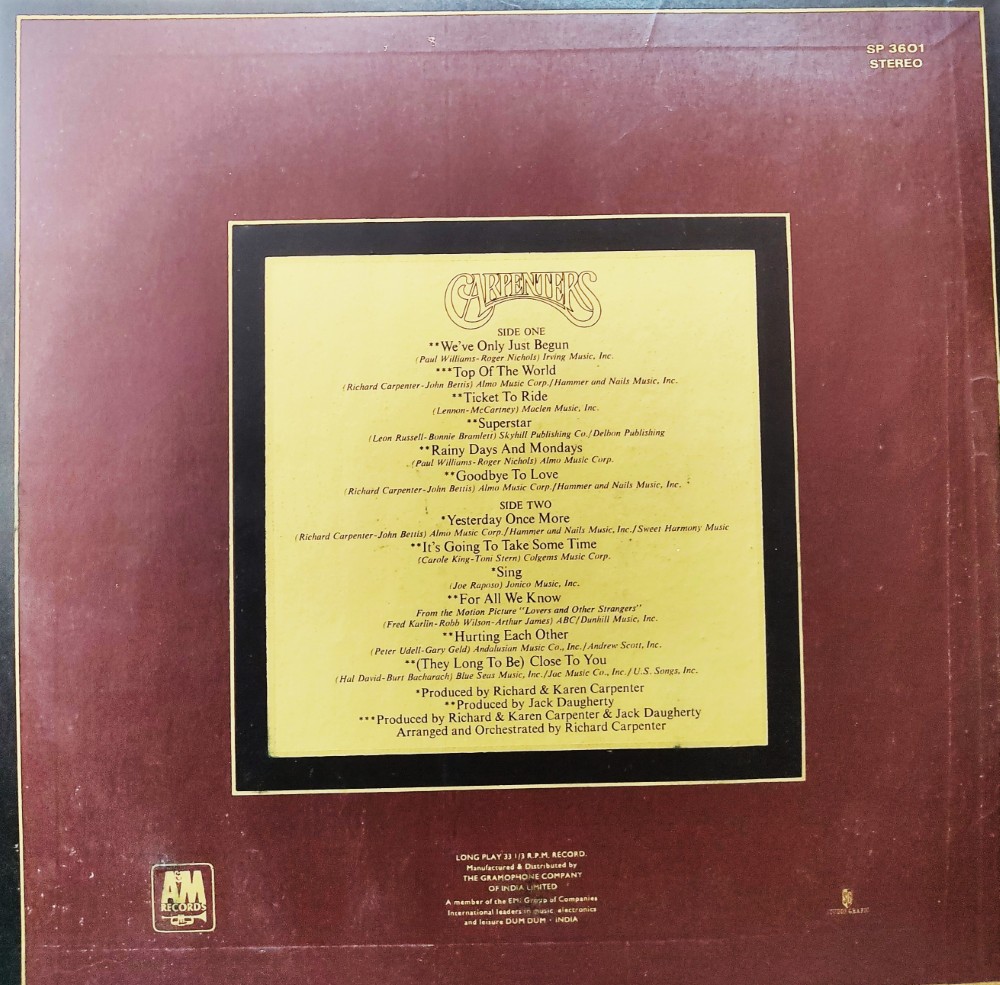 SP 3601
STEREO
CARPENTERS
SIDE ONE
**We've Only Just Begun
(Paul Williams-Roger Nichols) Irving Music, Inc.
***Top Of The World
(Richard Carpenter-John Bettis) Almo Music Corp./Hammer and Nails Music, Inc.
**Ticket To Ride
(Lennon-McCartney) Maclen Music, Inc.
**Superstar
(Leon Russell-Bonnie Bramlett) Skyhill Publishing Co./Delbon Publishing
**Rainy Days And Mondays
(Paul Williams-Roger Nichols) Almo Music Corp.
**Goodbye To Love
(Richard Carpenter-John Bettis) Almo Music Corp./Hammer and Nails Music, Inc.
SIDE TWO
*Yesterday Once More
(Richard Carpenter-John Bettis) Almo Music Corp./Hammer and Nails Music, Inc./Sweet Harmony Music
**It's Going To Take Some Time
(Carole King-Toni Stern) Colgems Music Corp.
*Sing
(Joe Raposo) Jonico Music, Inc.
**For All We Know
From the Motion Picture "Lovers and Other Strangers"
(Fred Karlin-Robb Wilson-Arthur James) ABC/Dunhill Music, Inc.
**Hurting Each Other
(Peter Udell-Gary Geld) Andalusian Music Co., Inc./Andrew Scott, Inc.
**(They Long To Be) Close To You
(Hal David-Burt Bacharach) Blue Seas Music, Inc./Jac Music Co., Inc./U.S. Songs, Inc.
*Produced by Richard & Karen Carpenter
**Produced by Jack Daugherty
***Produced by Richard & Karen Carpenter & Jack Daugherty
Arranged and Orchestrated by Richard Carpenter
LONG PLAY 33 1/3 R.P.M. RECORD.
Manufactured & Distributed by
THE GRAMOPHONE COMPANY
OF INDIA LIMITED
A member of the EMI Group of Companies
International leaders in music, electronics
and leisure DUM DUM • INDIA
A&M
RECORDS